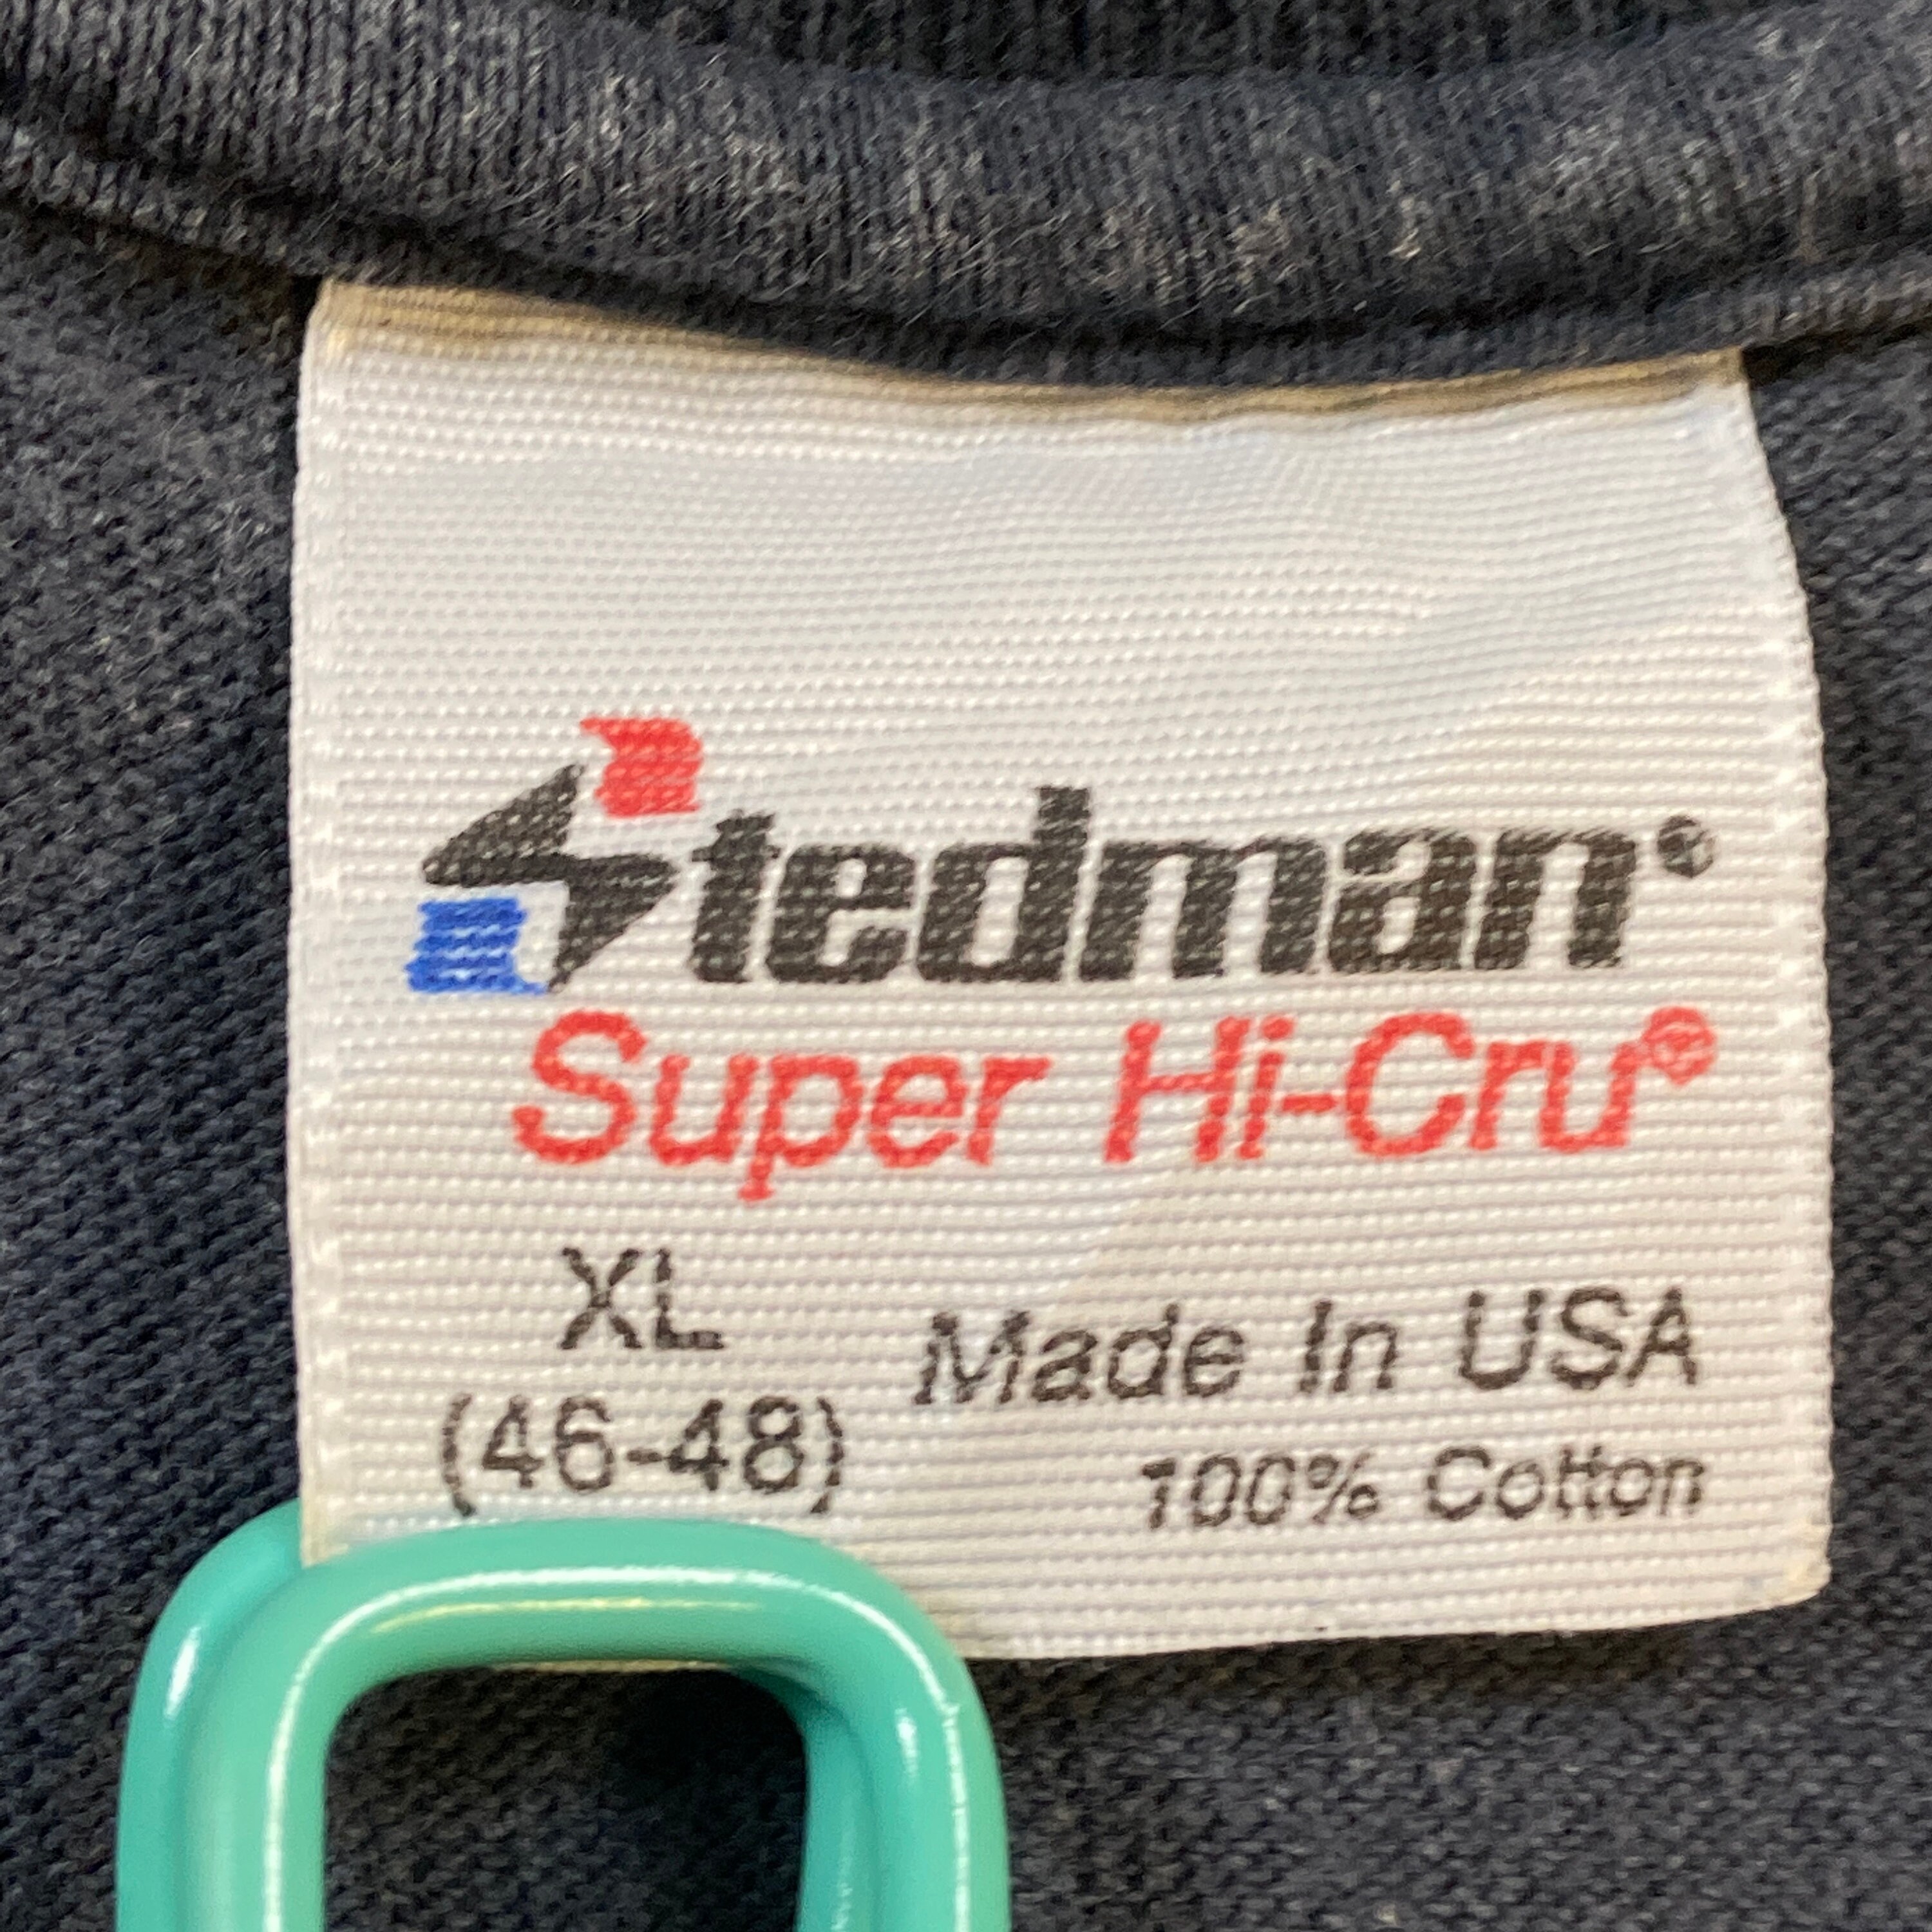 Stedman®
Super Hi-Cru®
XL
(46-48)
Made In USA
100% Cotton